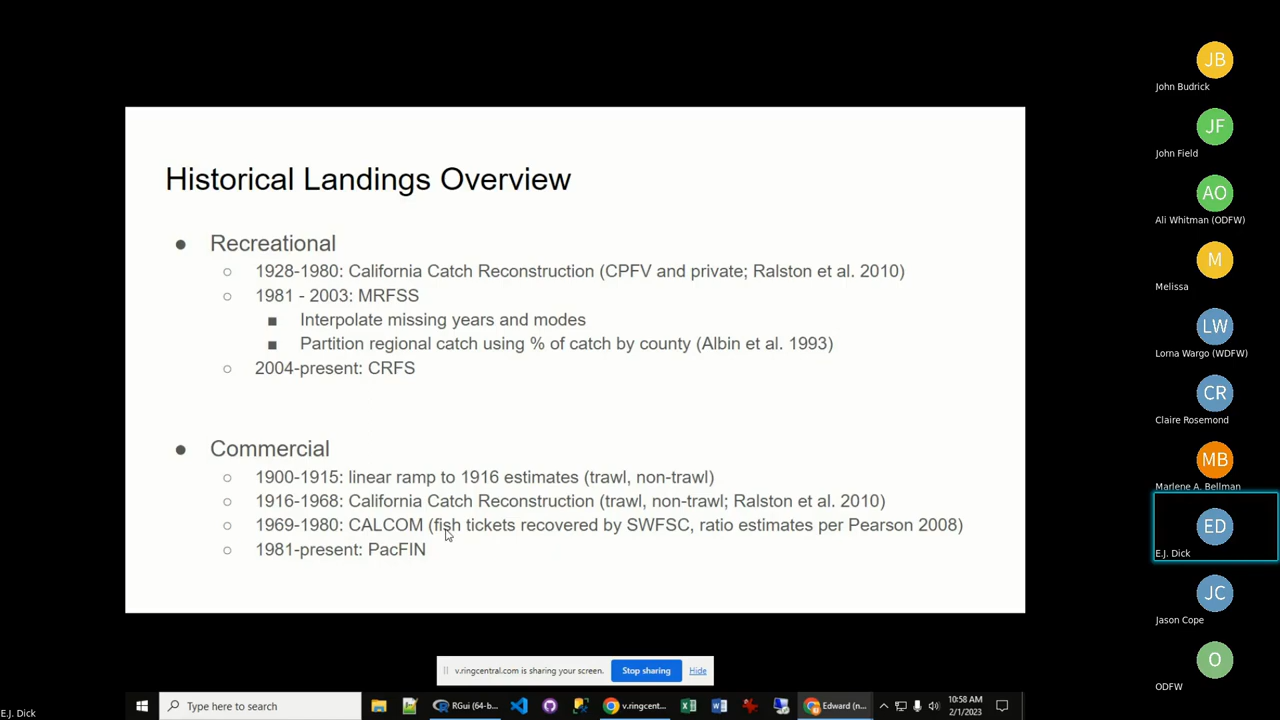 Historical Landings Overview
Recreational
1928-1980: California Catch Reconstruction (CPFV and private; Ralston et al. 2010)
1981 - 2003: MRFSS
Interpolate missing years and modes
Partition regional catch using % of catch by county (Albin et al. 1993)
2004-present: CRFS
Commercial
1900-1915: linear ramp to 1916 estimates (trawl, non-trawl)
1916-1968: California Catch Reconstruction (trawl, non-trawl; Ralston et al. 2010)
1969-1980: CALCOM (fish tickets recovered by SWFSC, ratio estimates per Pearson 2008)
1981-present: PacFIN
JB
John Budrick
JF
John Field
AO
Ali Whitman (ODFW)
M
Melissa
LW
Lorna Wargo (WDFW)
CR
Claire Rosemond
MB
Marlene A. Bellman
ED
E.J. Dick
JC
Jason Cope
O
ODFW
v.ringcentral.com is sharing your screen.
Stop sharing
Hide
Type here to search
RGui (64-b...
v.ringcent...
Edward (n...
10:58 AM
2/1/2023
E.J. Dick